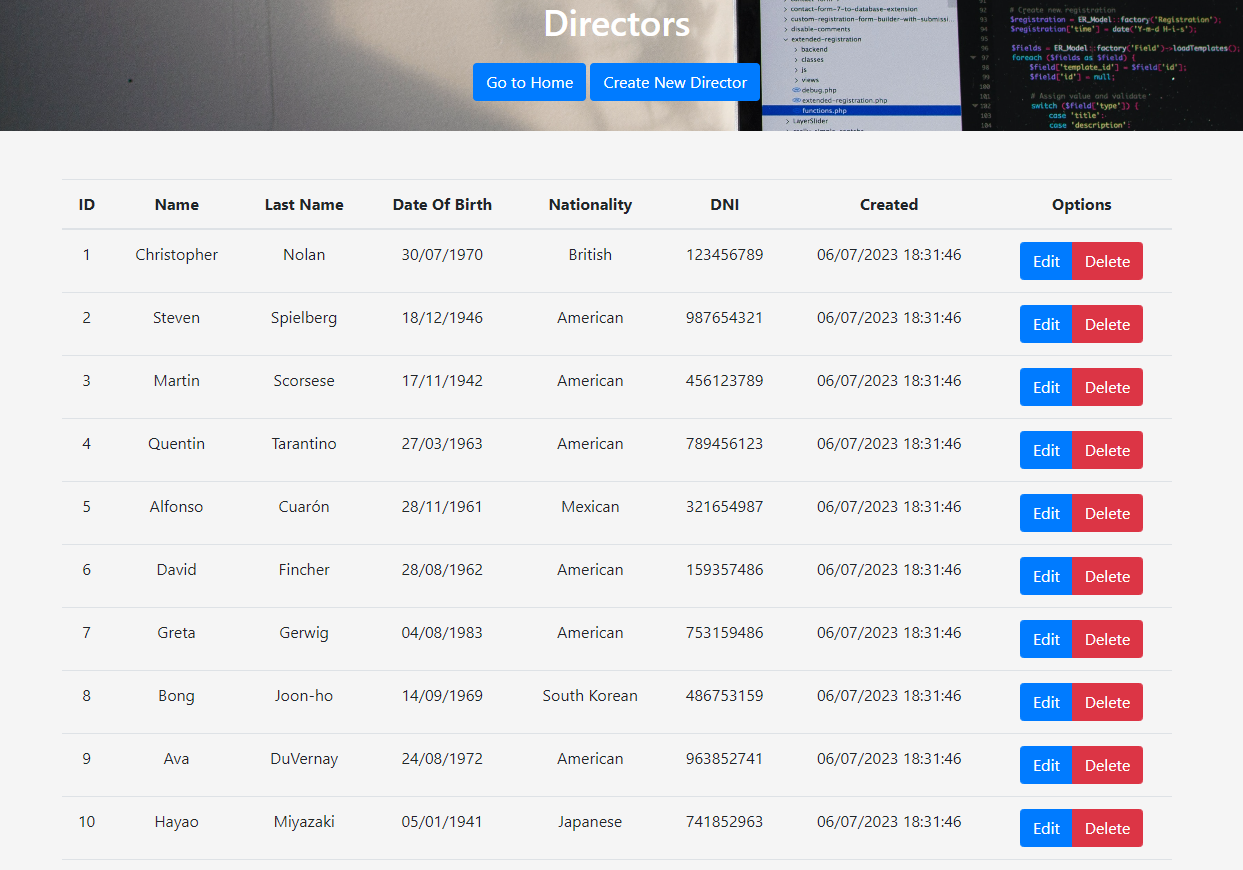 Directors
Go to Home Create New Director
contact-form-7-to-database-extension
custom-registration-form-builder-with-submissi...
disable-comments
extended-registration
backend
classes
js
views
debug.php
extended-registration.php
functions.php
LayerSlider
92 # Create new registration
93 $registration = ER_Model::factory('Registration');
94 $registration['time'] = date('Y-m-d H-i-s');
95
96 $fields = ER_Model::factory('Field')->loadTemplates();
97 foreach ($fields as $field) {
98 $field['template_id'] = $field['id'];
99 $field['id'] = null;
100
101 # Assign value and validate
102 switch ($field['type']) {
103 case 'title':
104 case 'description'
ID Name Last Name Date Of Birth Nationality DNI Created Options
1 Christopher Nolan 30/07/1970 British 123456789 06/07/2023 18:31:46 Edit Delete
2 Steven Spielberg 18/12/1946 American 987654321 06/07/2023 18:31:46 Edit Delete
3 Martin Scorsese 17/11/1942 American 456123789 06/07/2023 18:31:46 Edit Delete
4 Quentin Tarantino 27/03/1963 American 789456123 06/07/2023 18:31:46 Edit Delete
5 Alfonso Cuarón 28/11/1961 Mexican 321654987 06/07/2023 18:31:46 Edit Delete
6 David Fincher 28/08/1962 American 159357486 06/07/2023 18:31:46 Edit Delete
7 Greta Gerwig 04/08/1983 American 753159486 06/07/2023 18:31:46 Edit Delete
8 Bong Joon-ho 14/09/1969 South Korean 486753159 06/07/2023 18:31:46 Edit Delete
9 Ava DuVernay 24/08/1972 American 963852741 06/07/2023 18:31:46 Edit Delete
10 Hayao Miyazaki 05/01/1941 Japanese 741852963 06/07/2023 18:31:46 Edit Delete